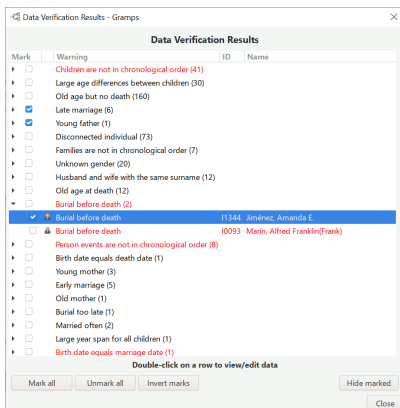 Data Verification Results - Gramps
Data Verification Results
Mark Warning ID Name
Children are not in chronological order (41)
Large age differences between children (30)
Old age but no death (160)
Late marriage (6)
Young father (1)
Disconnected individual (73)
Families are not in chronological order (7)
Unknown gender (20)
Husband and wife with the same surname (12)
Old age at death (12)
Burial before death (2)
Burial before death I1344 Jiménez, Amanda E.
Burial before death I0093 Marín, Alfred Franklin(Frank)
Person events are not in chronological order (8)
Birth date equals death date (1)
Young mother (3)
Early marriage (5)
Old mother (1)
Burial too late (1)
Married often (2)
Large year span for all children (1)
Birth date equals marriage date (1)
Double-click on a row to view/edit data
Mark all Unmark all Invert marks Hide marked
Close